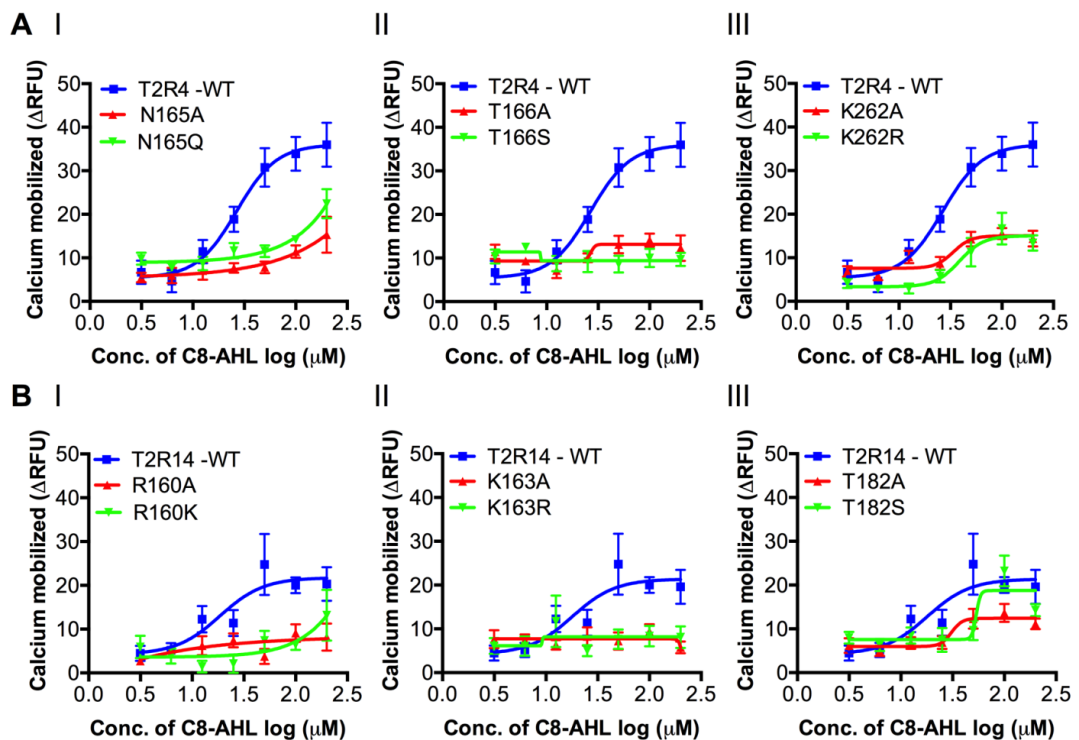 A
I
II
III
Calcium mobilized (ΔRFU)
50
40
30
20
10
0
T2R4 -WT
N165A
N165Q
0.0 0.5 1.0 1.5 2.0 2.5
Conc. of C8-AHL log (μM)
Calcium mobilized (ΔRFU)
50
40
30
20
10
0
T2R4 - WT
T166A
T166S
0.0 0.5 1.0 1.5 2.0 2.5
Conc. of C8-AHL log (μM)
Calcium mobilized (ΔRFU)
50
40
30
20
10
0
T2R4 - WT
K262A
K262R
0.0 0.5 1.0 1.5 2.0 2.5
Conc. of C8-AHL log (μM)
B
I
II
III
Calcium mobilized (ΔRFU)
50
40
30
20
10
0
T2R14 -WT
R160A
R160K
0.0 0.5 1.0 1.5 2.0 2.5
Conc. of C8-AHL log (μM)
Calcium mobilized (ΔRFU)
50
40
30
20
10
0
T2R14 - WT
K163A
K163R
0.0 0.5 1.0 1.5 2.0 2.5
Conc. of C8-AHL log (μM)
Calcium mobilized (ΔRFU)
50
40
30
20
10
0
T2R14 - WT
T182A
T182S
0.0 0.5 1.0 1.5 2.0 2.5
Conc. of C8-AHL log (μM)